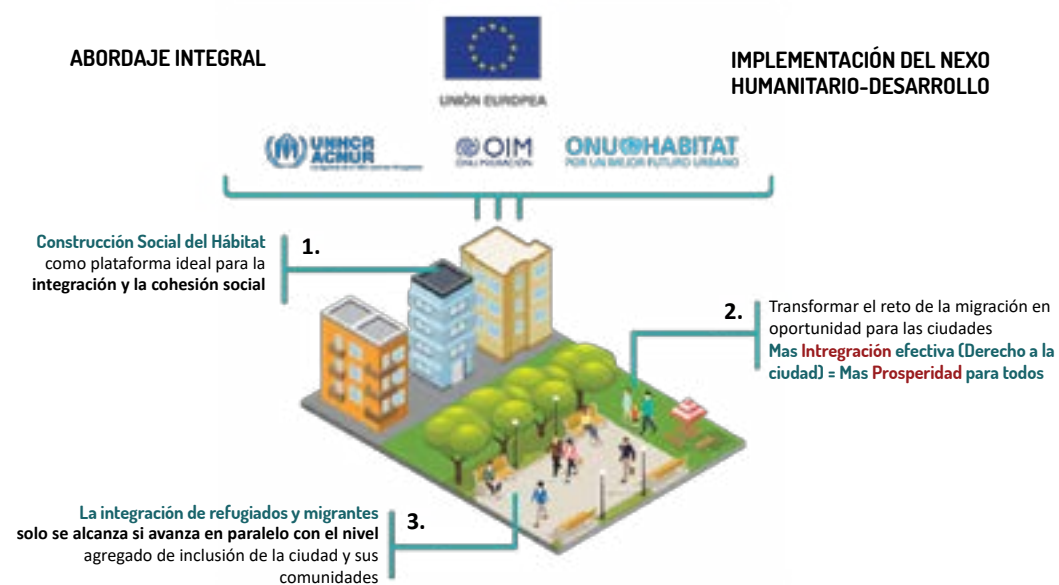 ABORDAJE INTEGRAL
IMPLEMENTACIÓN DEL NEXO
HUMANITARIO-DESARROLLO
UNIÓN EUROPEA
UNHCR
ACNUR
OIM
ONU MIGRACIÓN
ONU HABITAT
POR UN MEJOR FUTURO URBANO
Construcción Social del Hábitat
como plataforma ideal para la
integración y la cohesión social
1.
2.
Transformar el reto de la migración en
oportunidad para las ciudades
Mas Intregración efectiva (Derecho a la
ciudad) = Mas Prosperidad para todos
La integración de refugiados y migrantes
solo se alcanza si avanza en paralelo con el nivel
agregado de inclusión de la ciudad y sus
comunidades
3.